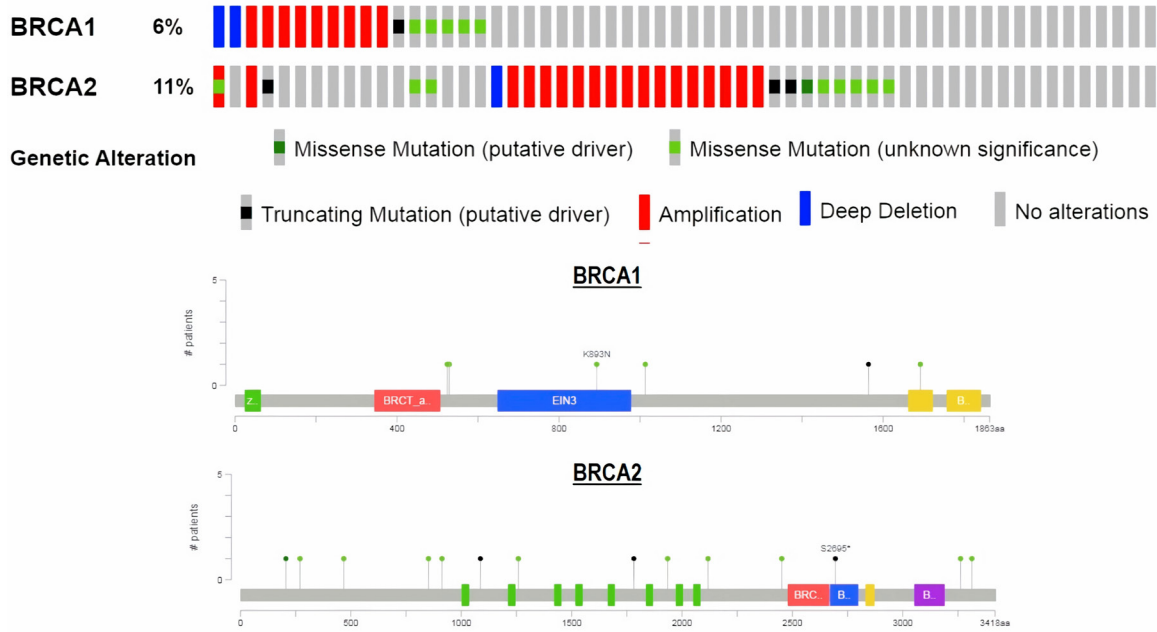 BRCA1 6%
BRCA2 11%
Genetic Alteration
Missense Mutation (putative driver) Missense Mutation (unknown significance)
Truncating Mutation (putative driver) Amplification Deep Deletion No alterations
BRCA1
5
# patients
K893N
0
Z.. BRCT_a.. EIN3 B..
0 400 800 1200 1600 1863aa
BRCA2
5
# patients
S2695*
0
BRC.. B.. B..
0 500 1000 1500 2000 2500 3000 3418aa